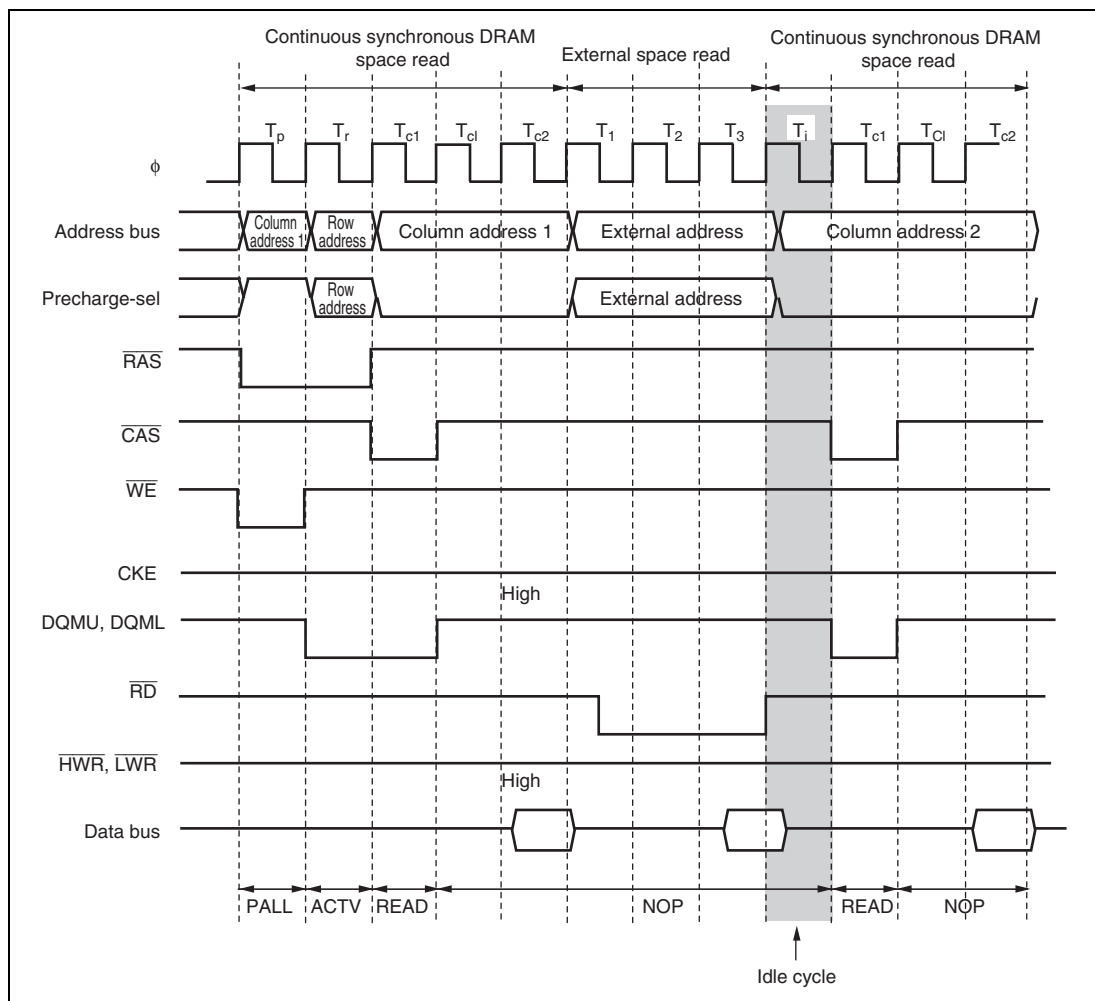 Continuous synchronous DRAM
space read
External space read
Continuous synchronous DRAM
space read
Tp Tr Tc1 Tcl Tc2 T1 T2 T3 Ti Tc1 TCl Tc2
ϕ
Address bus
Column
address 1
Row
address
Column address 1
External address
Column address 2
Precharge-sel
Row
address
External address
RAS
CAS
WE
CKE
High
DQMU, DQML
RD
HWR, LWR
High
Data bus
PALL ACTV READ NOP READ NOP
Idle cycle